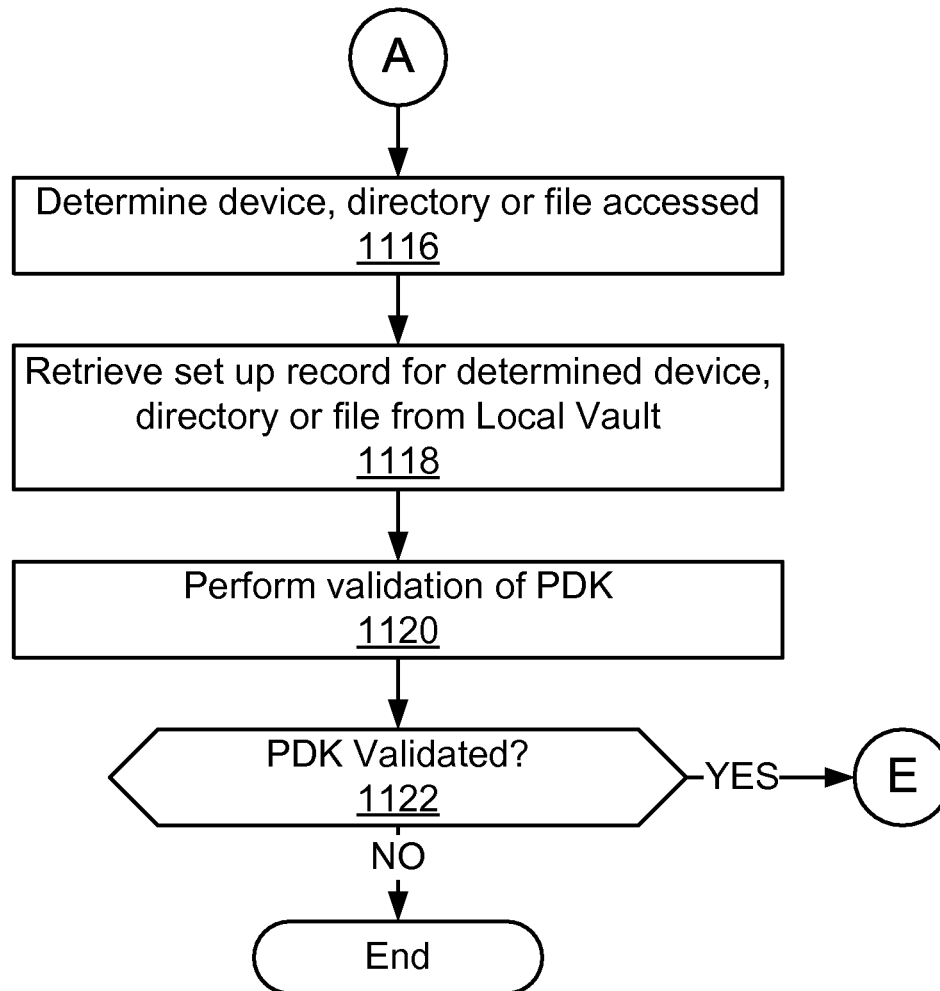 A
Determine device, directory or file accessed
1116
Retrieve set up record for determined device,
directory or file from Local Vault
1118
Perform validation of PDK
1120
PDK Validated?
1122
YES
E
NO
End